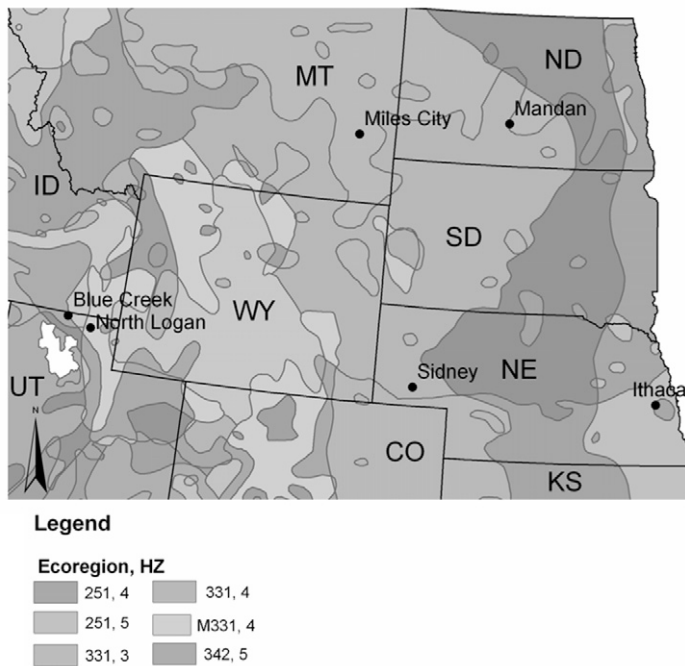 MT
ND
Miles City
Mandan
ID
SD
Blue Creek
North Logan
WY
Sidney
NE
Ithaca
UT
N
CO
KS
Legend
Ecoregion, HZ
251, 4
331, 4
251, 5
M331, 4
331, 3
342, 5